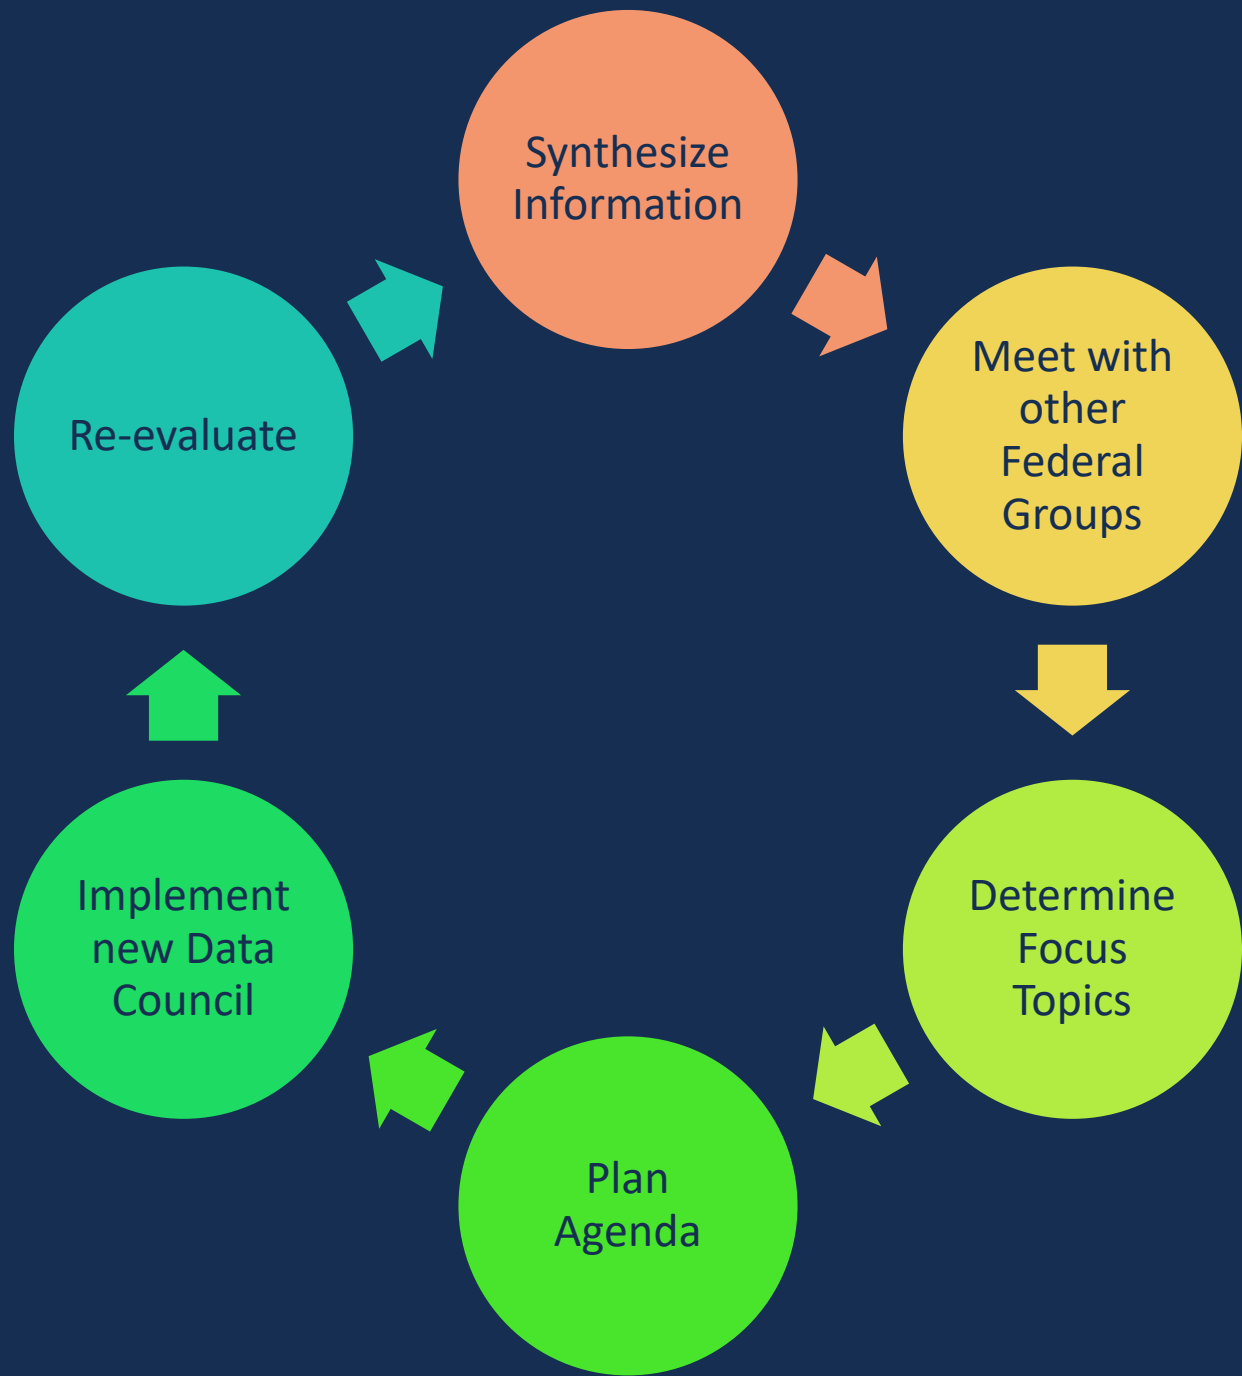 Synthesize
Information
Meet with
other
Federal
Groups
Determine
Focus
Topics
Plan
Agenda
Implement
new Data
Council
Re-evaluate